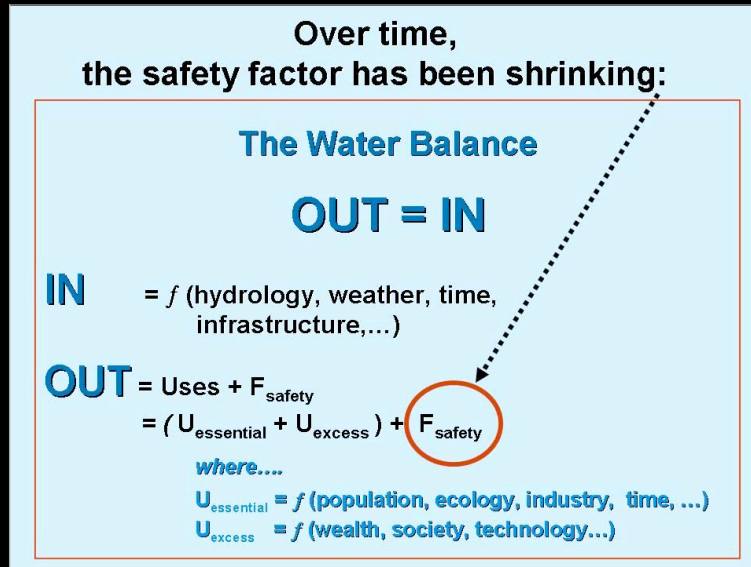 Over time,
the safety factor has been shrinking:
The Water Balance
OUT = IN
IN = f (hydrology, weather, time,
infrastructure,...)
OUT = Uses + Fsafety
= ( Uessential + Uexcess ) + Fsafety
where....
Uessential = f (population, ecology, industry, time, ...)
Uexcess = f (wealth, society, technology...)